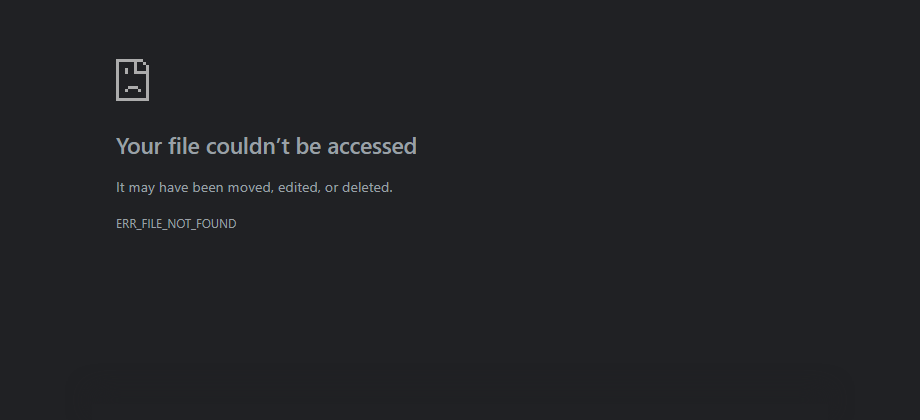 Your file couldn’t be accessed
It may have been moved, edited, or deleted.
ERR_FILE_NOT_FOUND